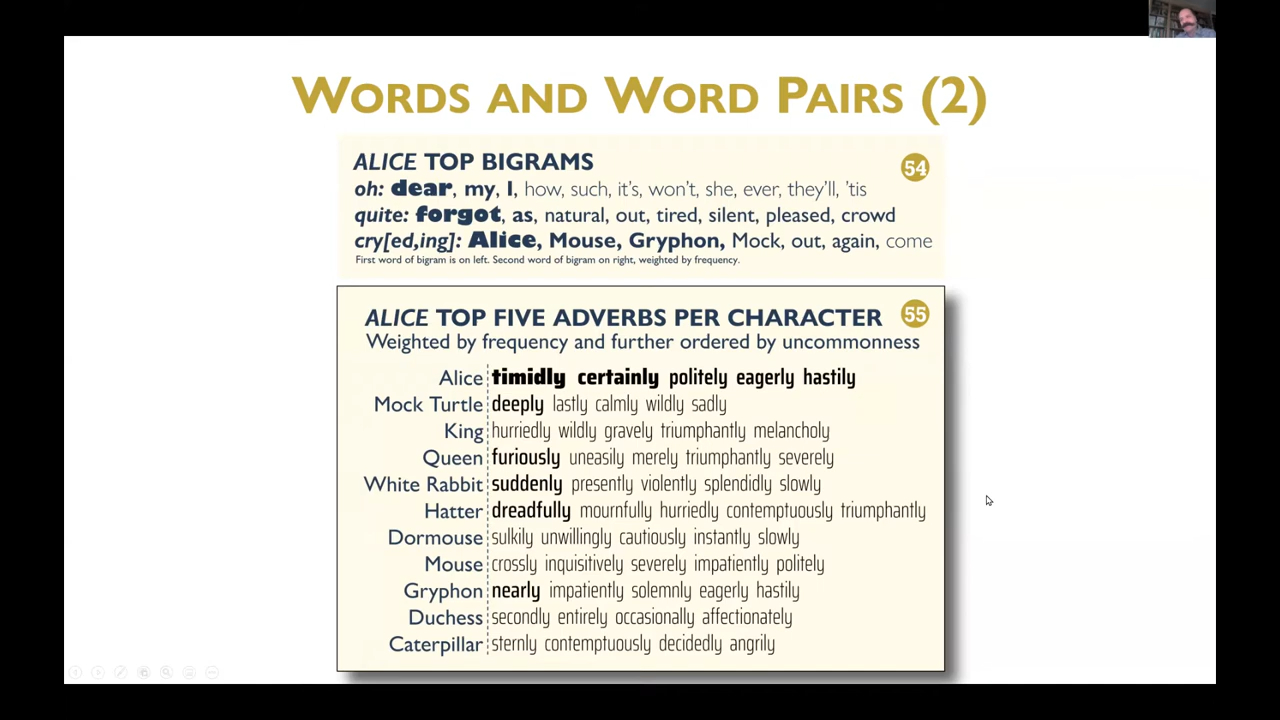 WORDS AND WORD PAIRS (2)
ALICE TOP BIGRAMS 54
oh: dear, my, I, how, such, it's, won't, she, ever, they'll, 'tis
quite: forgot, as, natural, out, tired, silent, pleased, crowd
cry[ed,ing]: Alice, Mouse, Gryphon, Mock, out, again, come
First word of bigram is on left. Second word of bigram on right, weighted by frequency.
ALICE TOP FIVE ADVERBS PER CHARACTER 55
Weighted by frequency and further ordered by uncommonness
Alice timidly certainly politely eagerly hastily
Mock Turtle deeply lastly calmly wildly sadly
King hurriedly wildly gravely triumphantly melancholy
Queen furiously uneasily merely triumphantly severely
White Rabbit suddenly presently violently splendidly slowly
Hatter dreadfully mournfully hurriedly contemptuously triumphantly
Dormouse sulkily unwillingly cautiously instantly slowly
Mouse crossly inquisitively severely impatiently politely
Gryphon nearly impatiently solemnly eagerly hastily
Duchess secondly entirely occasionally affectionately
Caterpillar sternly contemptuously decidedly angrily